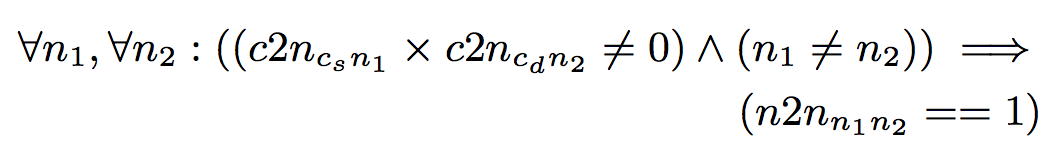 ∀n₁, ∀n₂ : ((c2n_{c_s n_1} × c2n_{c_d n_2} ≠ 0) ∧ (n₁ ≠ n₂)) ⟹
(n2n_{n_1 n_2} == 1)